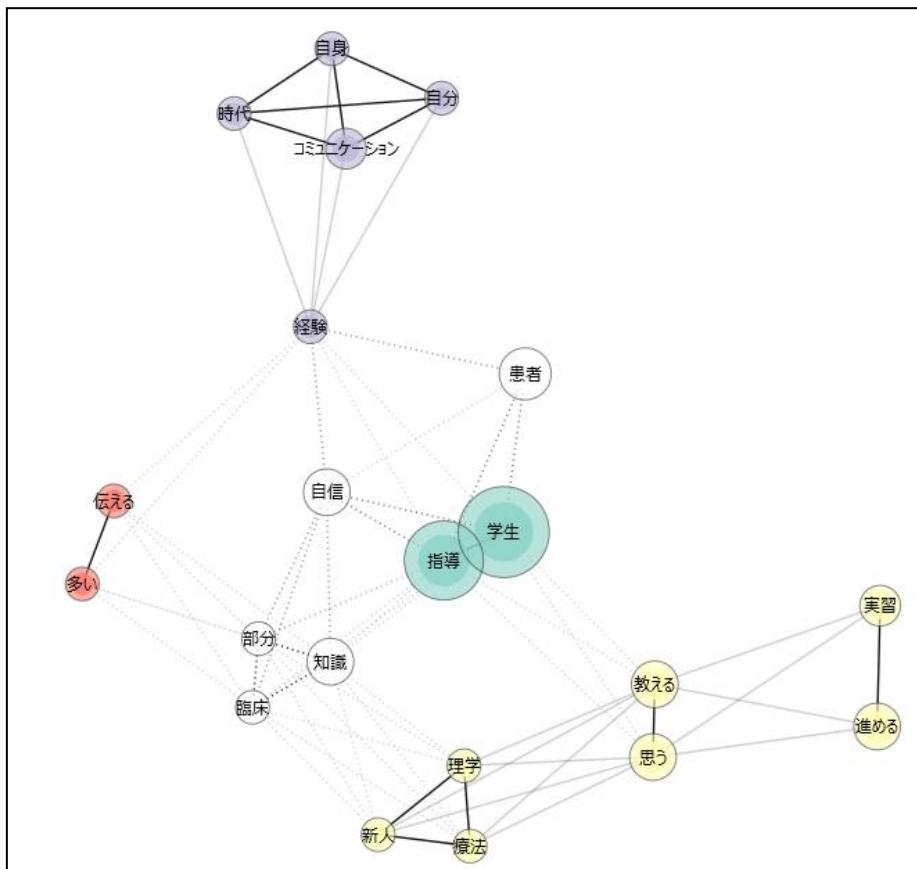 自身
自分
時代
コミュニケーション
経験
患者
自信
伝える
学生
指導
多い
実習
部分
知識
教える
臨床
進める
思う
理学
新人
療法